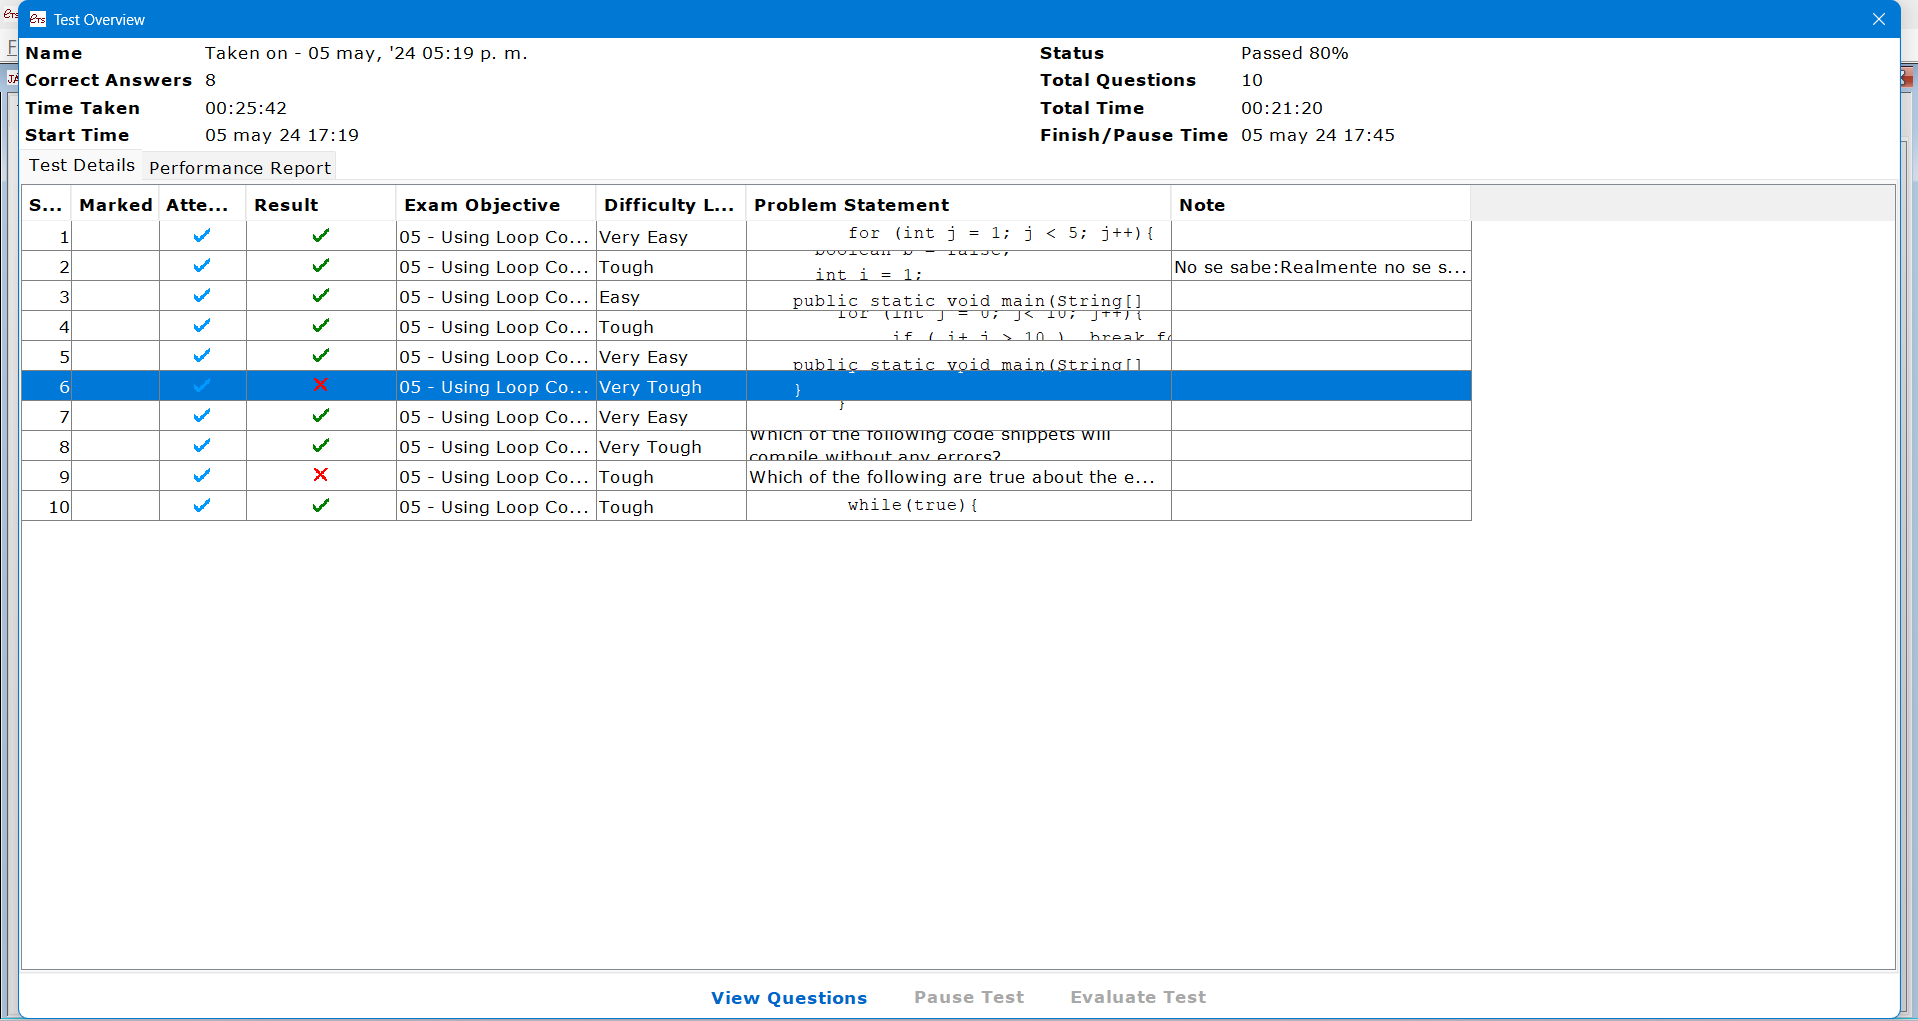 eTS Test Overview
Name Taken on - 05 may, '24 05:19 p. m. Status Passed 80%
Correct Answers 8 Total Questions 10
Time Taken 00:25:42 Total Time 00:21:20
Start Time 05 may 24 17:19 Finish/Pause Time 05 may 24 17:45
Test Details Performance Report
S... Marked Atte... Result Exam Objective Difficulty L... Problem Statement Note
1 05 - Using Loop Co... Very Easy for (int j = 1; j < 5; j++){
2 05 - Using Loop Co... Tough boolean b = false;
int i = 1; No se sabe:Realmente no se s...
3 05 - Using Loop Co... Easy public static void main(String[]
4 05 - Using Loop Co... Tough for (int j = 0; j< 10; j++){
if ( i+ j > 10 ) break fo
5 05 - Using Loop Co... Very Easy public static void main(String[]
6 05 - Using Loop Co... Very Tough }
7 05 - Using Loop Co... Very Easy }
8 05 - Using Loop Co... Very Tough Which of the following code snippets will
compile without any errors?
9 05 - Using Loop Co... Tough Which of the following are true about the e...
10 05 - Using Loop Co... Tough while(true){
View Questions Pause Test Evaluate Test